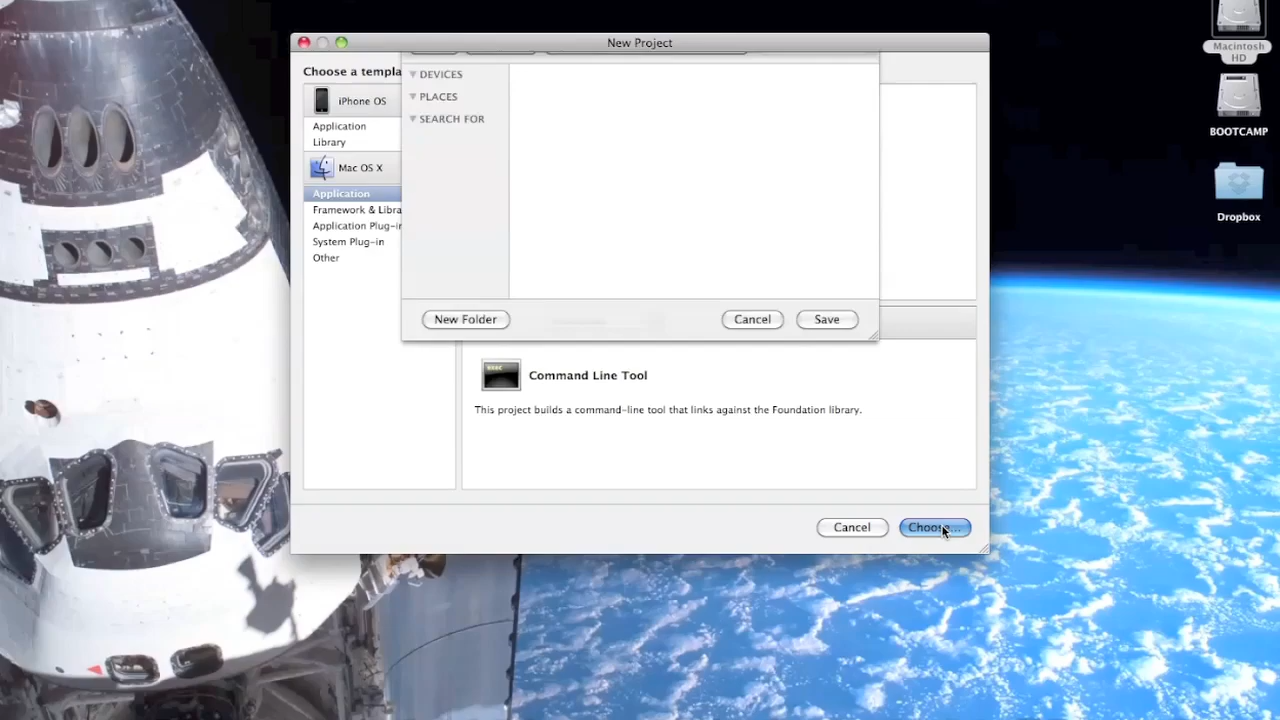 New Project
Macintosh
HD
Choose a templa
DEVICES
iPhone OS
PLACES
SEARCH FOR
Application
Library
BOOTCAMP
Mac OS X
Application
Framework & Libra
Application Plug-in
System Plug-in
Dropbox
Other
New Folder
Cancel
Save
exec
Command Line Tool
This project builds a command-line tool that links against the Foundation library.
Cancel
Choose...